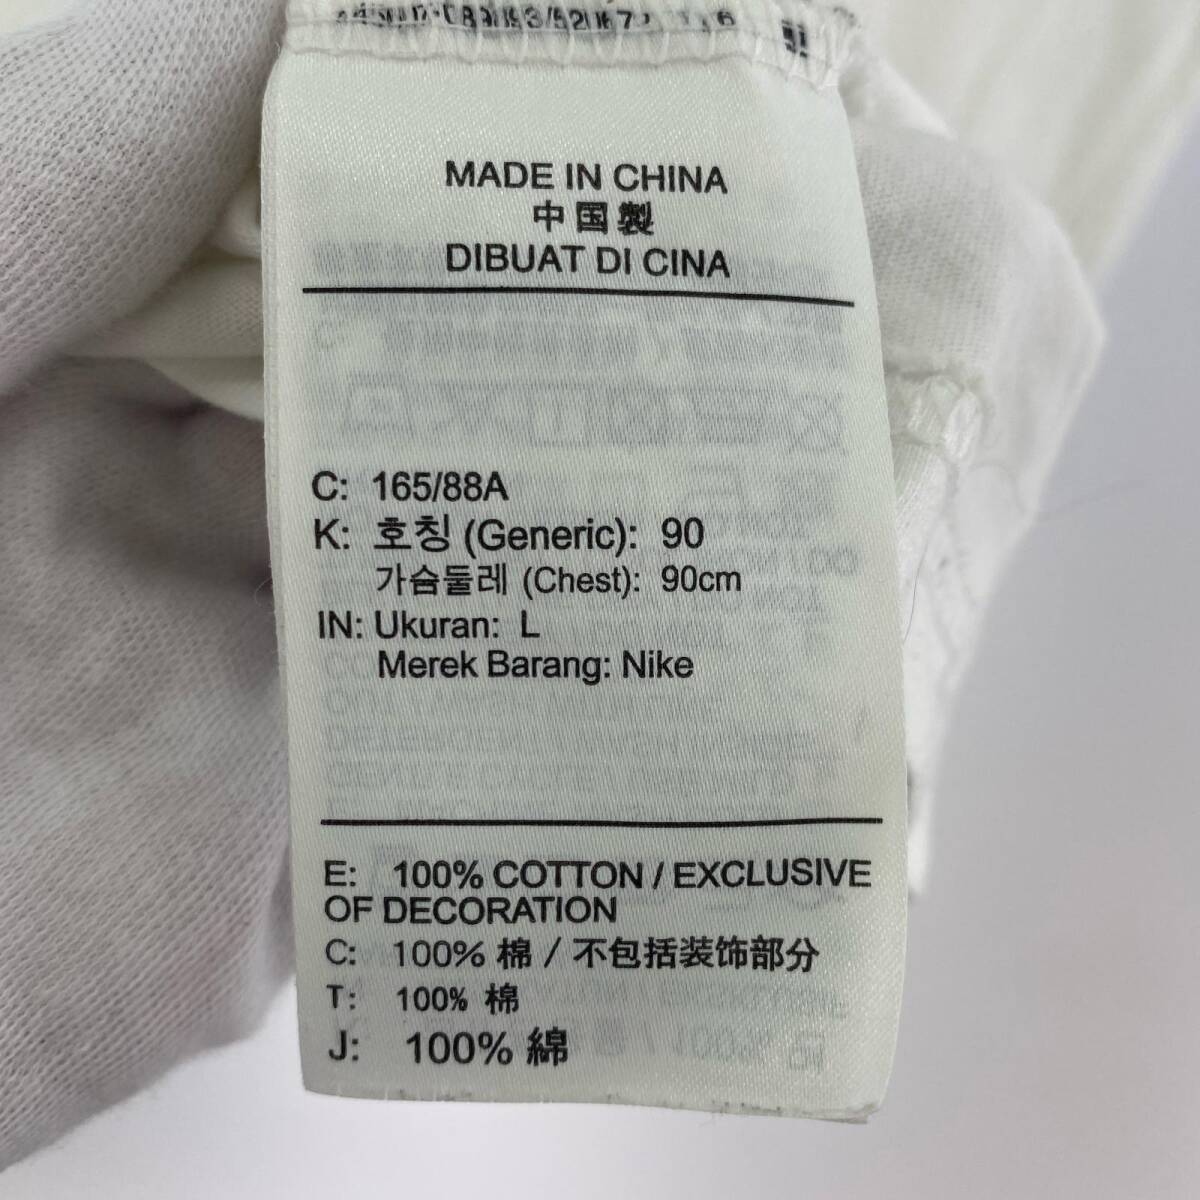 MADE IN CHINA
中国製
DIBUAT DI CINA
C: 165/88A
K: 호칭 (Generic): 90
가슴둘레 (Chest): 90cm
IN: Ukuran: L
Merek Barang: Nike
E: 100% COTTON / EXCLUSIVE
OF DECORATION
C: 100% 棉 / 不包括装饰部分
T: 100% 棉
J: 100% 綿